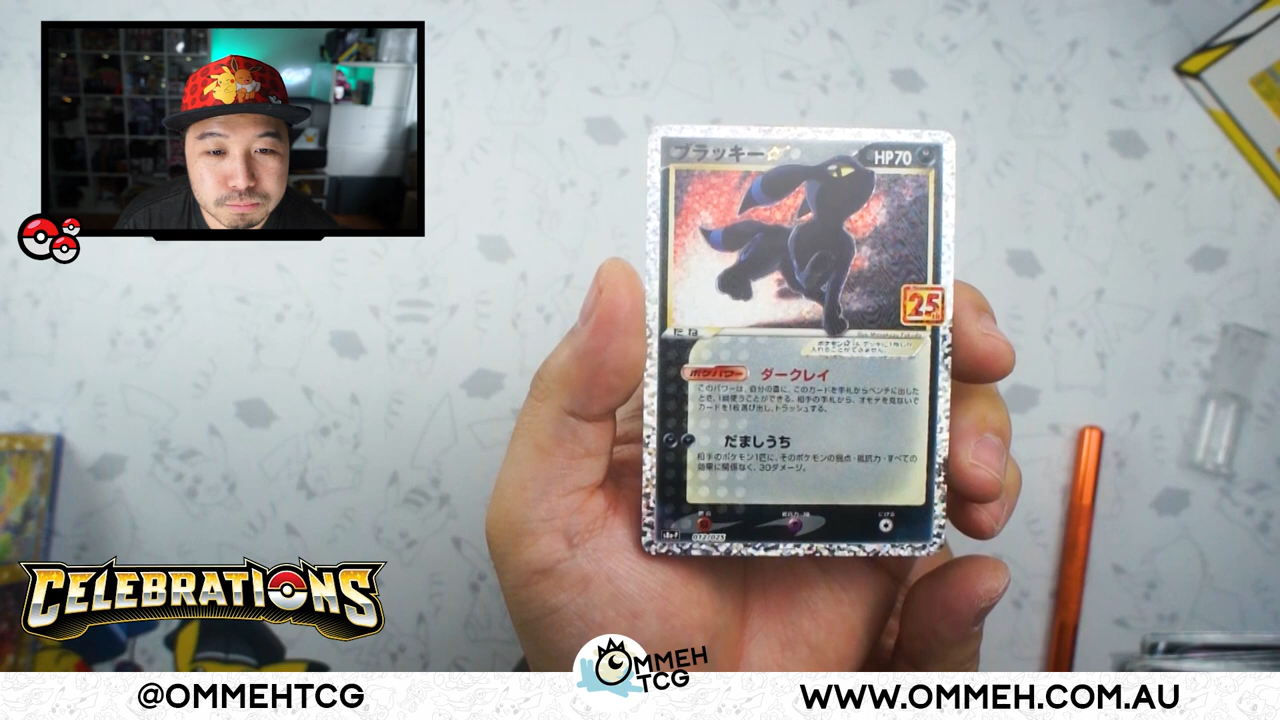 ブラッキー
HP70
25
たね
ポケパワー ダークレイ
このパワーは、自分の番に、このカードを手札からベンチに出した
とき、1回使うことができる。相手の手札から、オモテを見ないで
カードを1枚選び出し、トラッシュする。
だましうち
相手のポケモン1匹に、そのポケモンの弱点・抵抗力・すべての
効果に関係なく、30ダメージ。
012/025
CELEBRATIONS
OMMEH
TCG
@OMMEHTCG
WWW.OMMEH.COM.AU